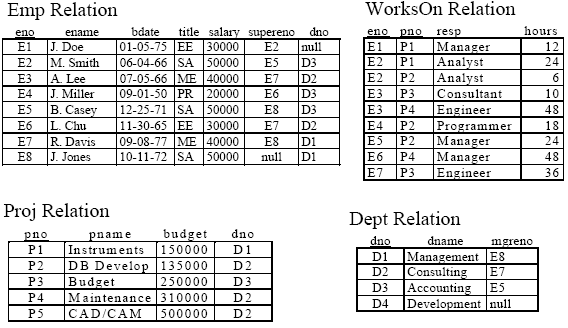 Emp Relation
eno ename bdate title salary supereno dno
E1 J. Doe 01-05-75 EE 30000 E2 null
E2 M. Smith 06-04-66 SA 50000 E5 D3
E3 A. Lee 07-05-66 ME 40000 E7 D2
E4 J. Miller 09-01-50 PR 20000 E6 D3
E5 B. Casey 12-25-71 SA 50000 E8 D3
E6 L. Chu 11-30-65 EE 30000 E7 D2
E7 R. Davis 09-08-77 ME 40000 E8 D1
E8 J. Jones 10-11-72 SA 50000 null D1
WorksOn Relation
eno pno resp hours
E1 P1 Manager 12
E2 P1 Analyst 24
E2 P2 Analyst 6
E3 P3 Consultant 10
E3 P4 Engineer 48
E4 P2 Programmer 18
E5 P2 Manager 24
E6 P4 Manager 48
E7 P3 Engineer 36
Proj Relation
pno pname budget dno
P1 Instruments 150000 D1
P2 DB Develop 135000 D2
P3 Budget 250000 D3
P4 Maintenance 310000 D2
P5 CAD/CAM 500000 D2
Dept Relation
dno dname mgreno
D1 Management E8
D2 Consulting E7
D3 Accounting E5
D4 Development null